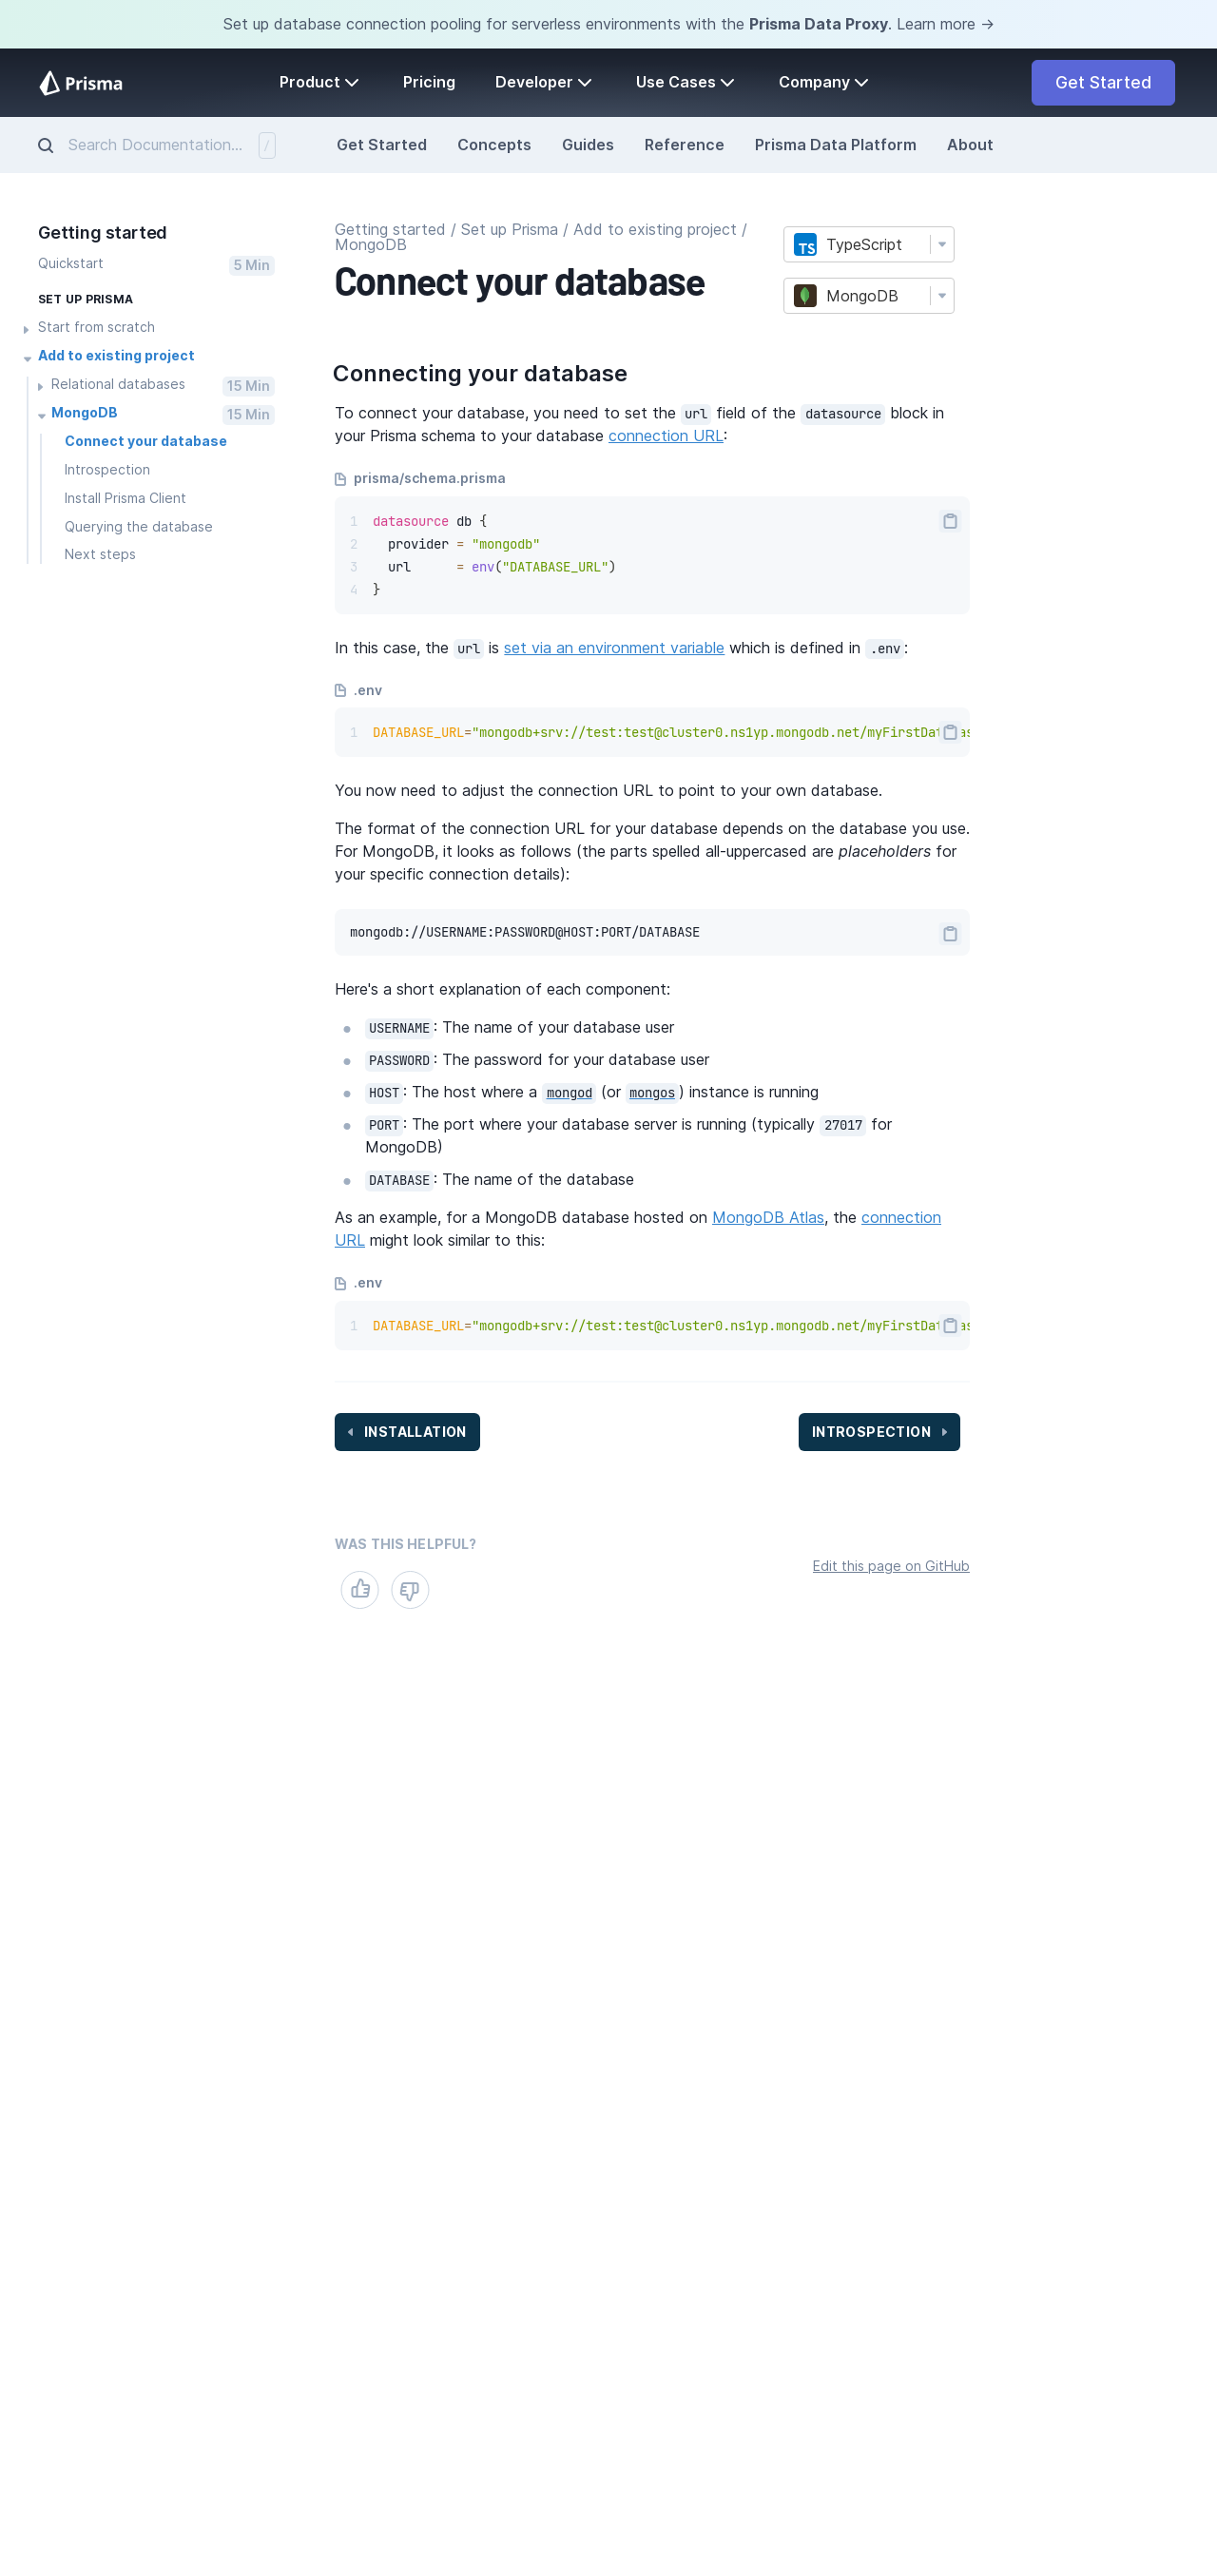 Set up database connection pooling for serverless environments with the Prisma Data Proxy. Learn more →
Prisma
Product
Pricing
Developer
Use Cases
Company
Get Started
Search Documentation...
/
Get Started
Concepts
Guides
Reference
Prisma Data Platform
About
Getting started
Quickstart
5 Min
SET UP PRISMA
Start from scratch
Add to existing project
Relational databases
15 Min
MongoDB
15 Min
Connect your database
Introspection
Install Prisma Client
Querying the database
Next steps
Getting started / Set up Prisma / Add to existing project /
MongoDB
Connect your database
TS TypeScript
MongoDB
Connecting your database
To connect your database, you need to set the url field of the datasource block in
your Prisma schema to your database connection URL:
prisma/schema.prisma
1 datasource db {
2   provider = "mongodb"
3   url      = env("DATABASE_URL")
4 }
In this case, the url is set via an environment variable which is defined in .env:
.env
1 DATABASE_URL="mongodb+srv://test:test@cluster0.ns1yp.mongodb.net/myFirstDatabas
You now need to adjust the connection URL to point to your own database.
The format of the connection URL for your database depends on the database you use.
For MongoDB, it looks as follows (the parts spelled all-uppercased are placeholders for
your specific connection details):
mongodb://USERNAME:PASSWORD@HOST:PORT/DATABASE
Here's a short explanation of each component:
USERNAME: The name of your database user
PASSWORD: The password for your database user
HOST: The host where a mongod (or mongos) instance is running
PORT: The port where your database server is running (typically 27017 for
MongoDB)
DATABASE: The name of the database
As an example, for a MongoDB database hosted on MongoDB Atlas, the connection
URL might look similar to this:
.env
1 DATABASE_URL="mongodb+srv://test:test@cluster0.ns1yp.mongodb.net/myFirstDatabas
INSTALLATION
INTROSPECTION
WAS THIS HELPFUL?
Edit this page on GitHub